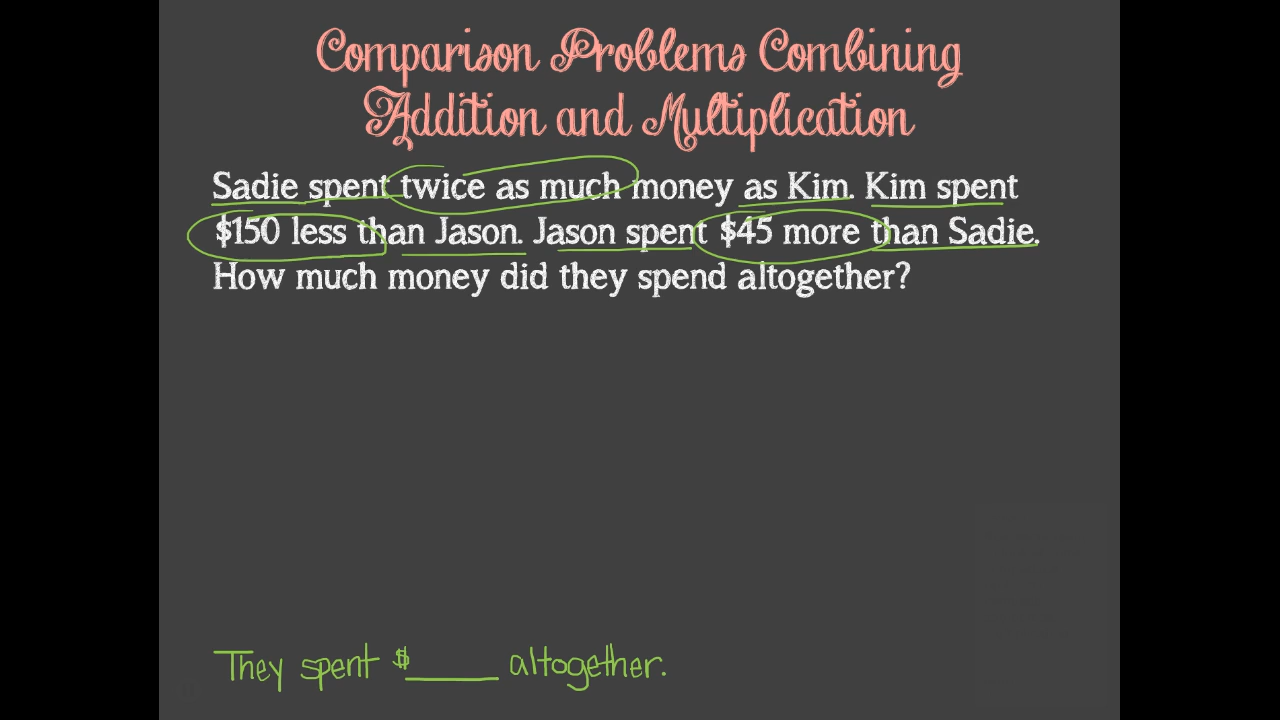 Comparison Problems Combining
Addition and Multiplication
Sadie spent twice as much money as Kim. Kim spent
$150 less than Jason. Jason spent $45 more than Sadie.
How much money did they spend altogether?
They spent $_____ altogether.